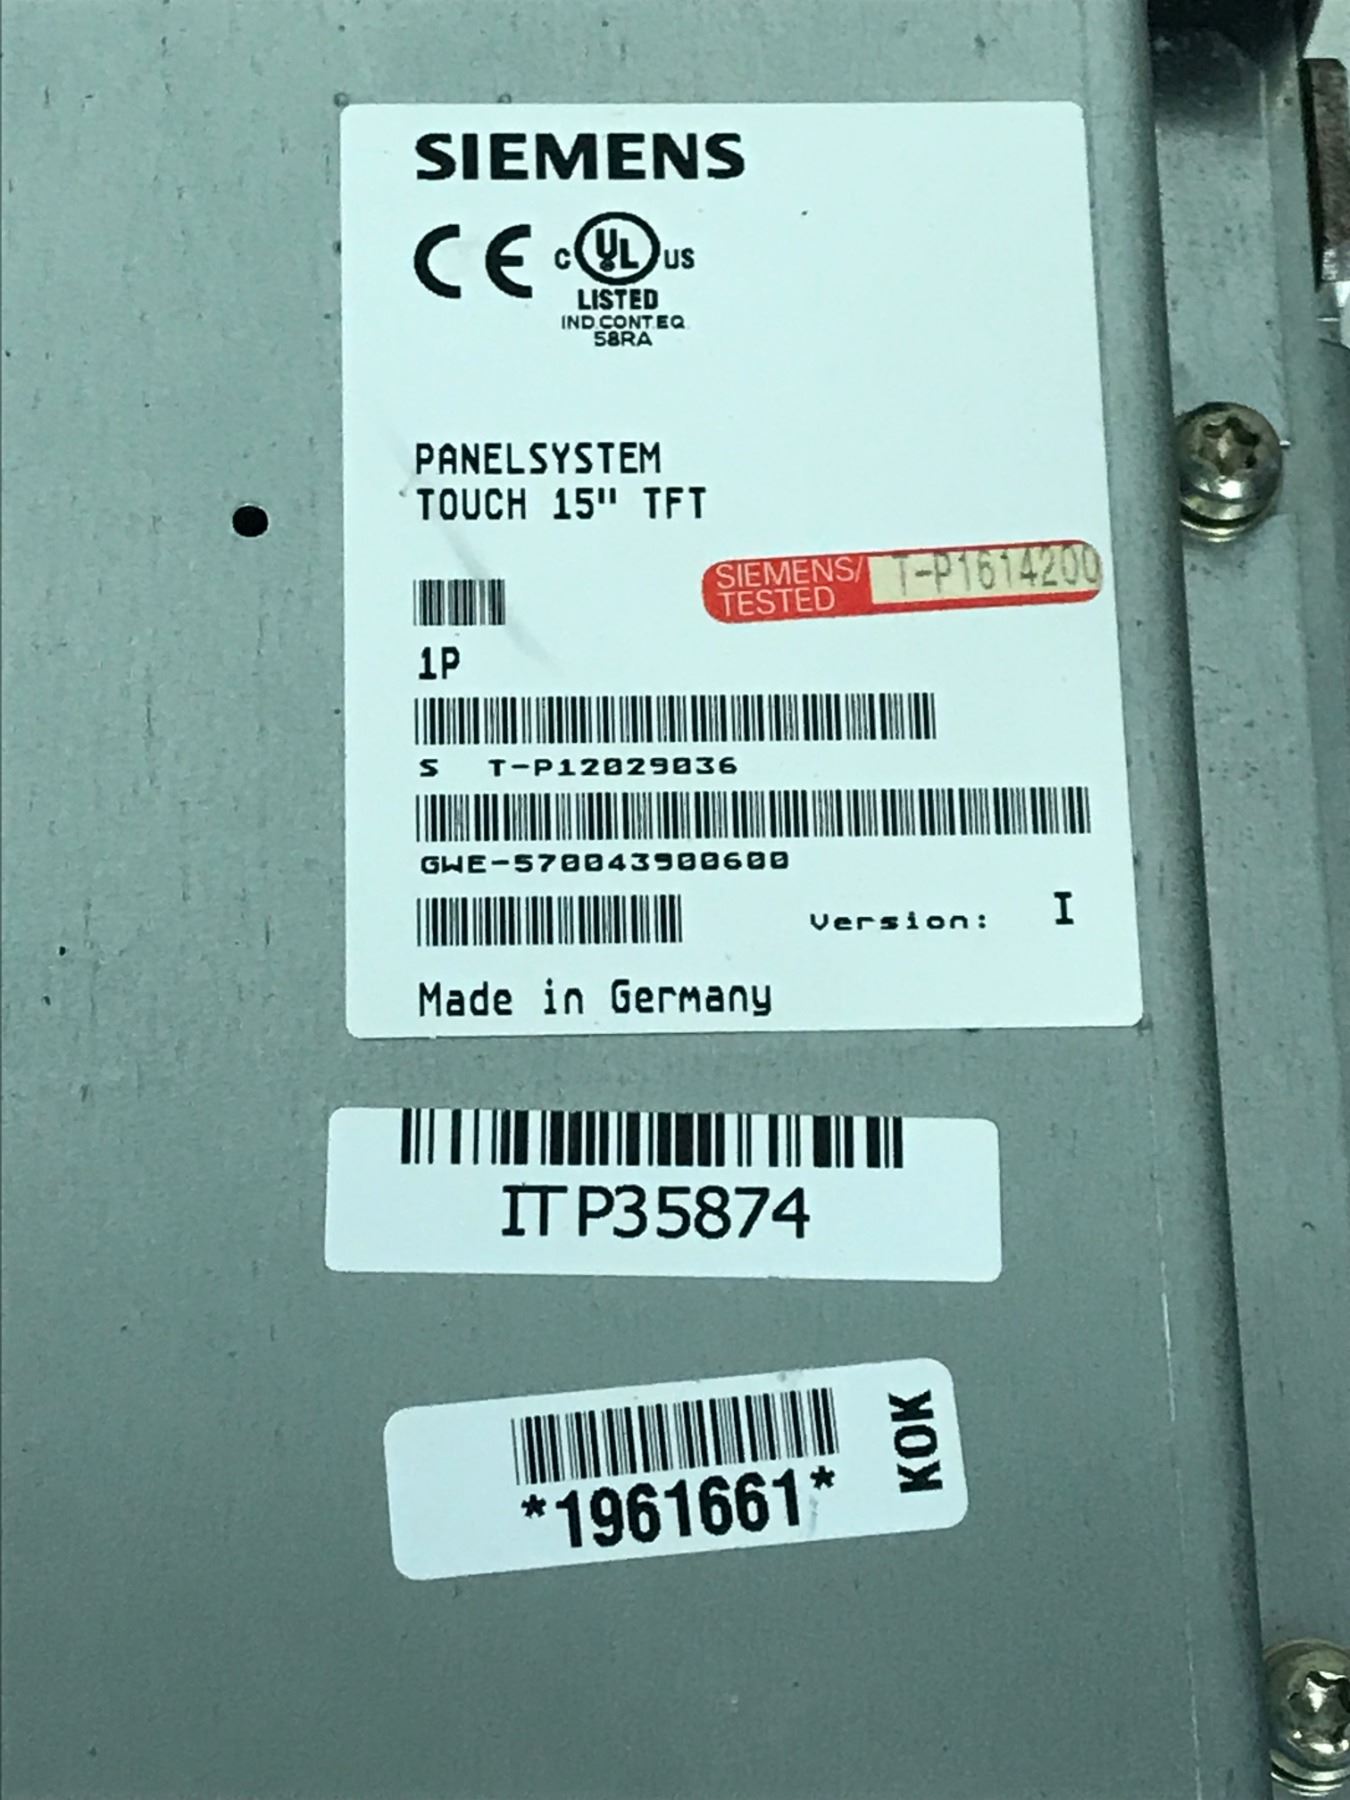 SIEMENS
CE
C UL US
LISTED
IND.CONT.EQ.
58RA
PANELSYSTEM
TOUCH 15" TFT
SIEMENS/ T-P1614200
TESTED
1P
S T-P12029036
GWE-570043900600
Version: I
Made in Germany
ITP35874
*1961661*
KOK